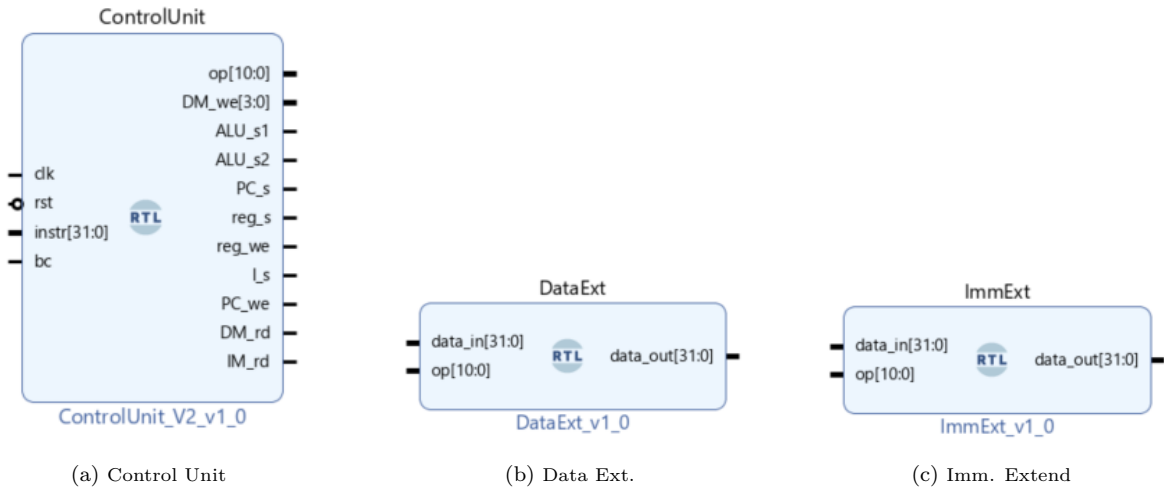 ControlUnit
op[10:0]
DM_we[3:0]
ALU_s1
ALU_s2
PC_s
reg_s
reg_we
I_s
PC_we
DM_rd
IM_rd
clk
rst
instr[31:0]
bc
RTL
ControlUnit_V2_v1_0
(a) Control Unit
DataExt
data_in[31:0]
op[10:0]
RTL
data_out[31:0]
DataExt_v1_0
(b) Data Ext.
ImmExt
data_in[31:0]
op[10:0]
RTL
data_out[31:0]
ImmExt_v1_0
(c) Imm. Extend